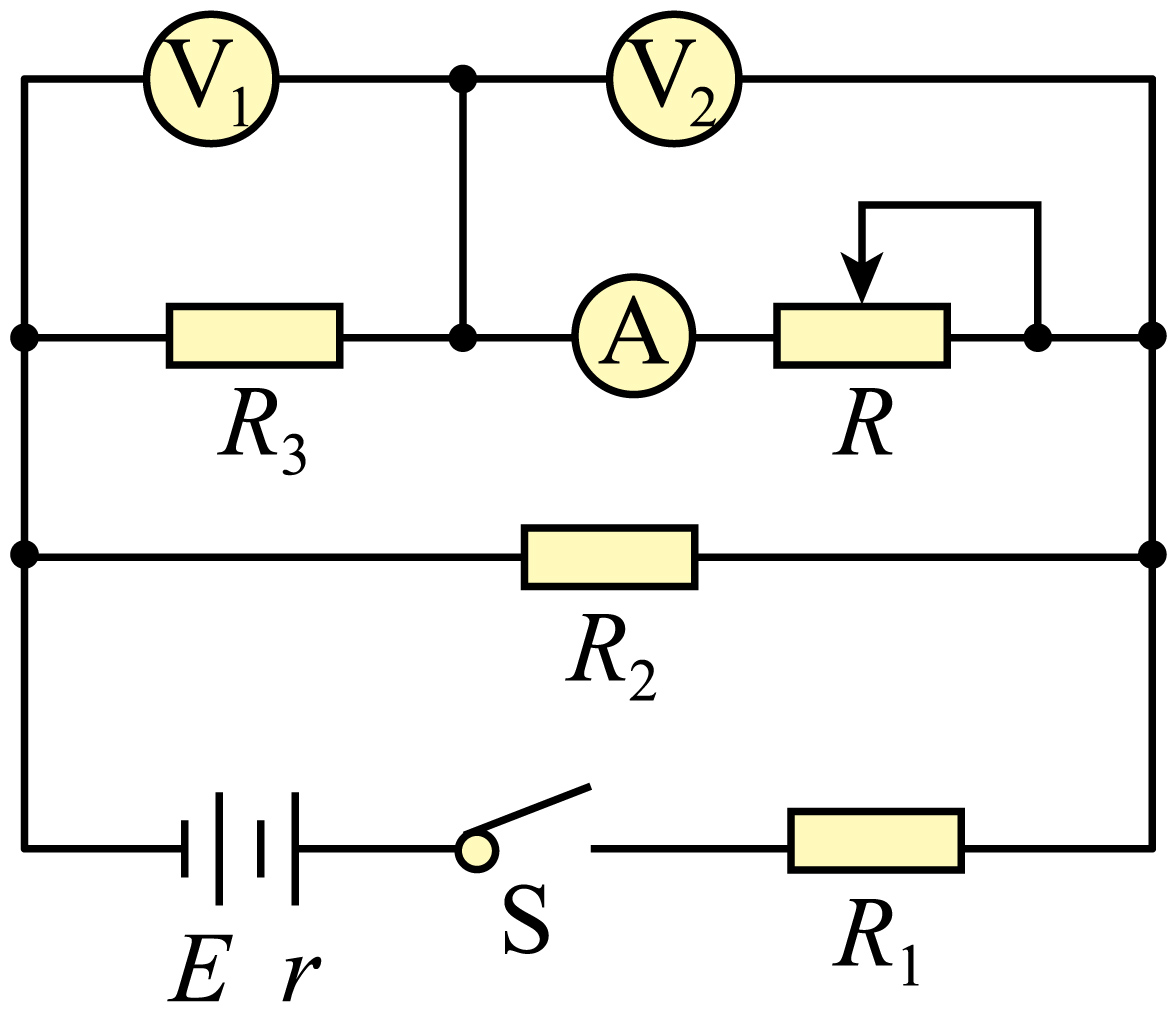 V₁ V₂
A
R₃ R
R₂
S
E r R₁